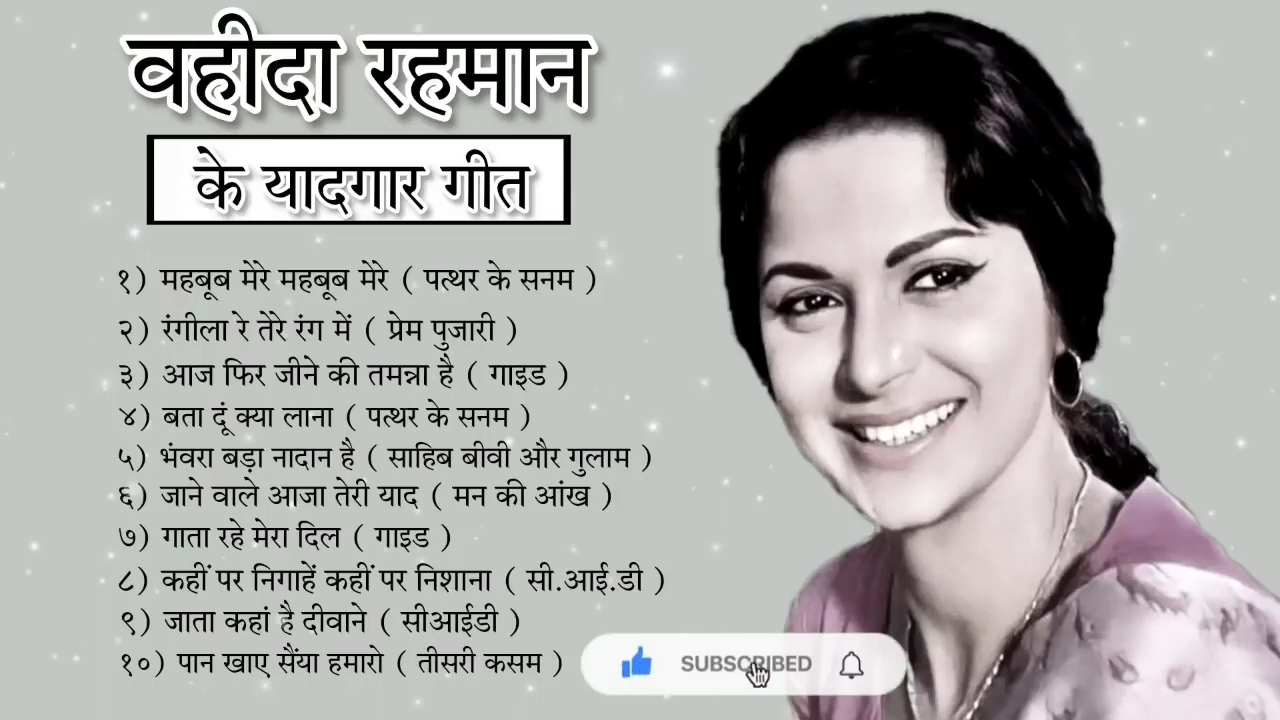 वहीदा रहमान
के यादगार गीत
१) महबूब मेरे महबूब मेरे ( पत्थर के सनम )
२) रंगीला रे तेरे रंग में ( प्रेम पुजारी )
३) आज फिर जीने की तमन्ना है ( गाइड )
४) बता दूं क्या लाना ( पत्थर के सनम )
५) भंवरा बड़ा नादान है ( साहिब बीवी और गुलाम )
६) जाने वाले आजा तेरी याद ( मन की आंख )
७) गाता रहे मेरा दिल ( गाइड )
८) कहीं पर निगाहें कहीं पर निशाना ( सी.आई.डी )
९) जाता कहां है दीवाने ( सीआईडी )
१०) पान खाए सैंया हमारो ( तीसरी कसम )
SUBSCRIBED